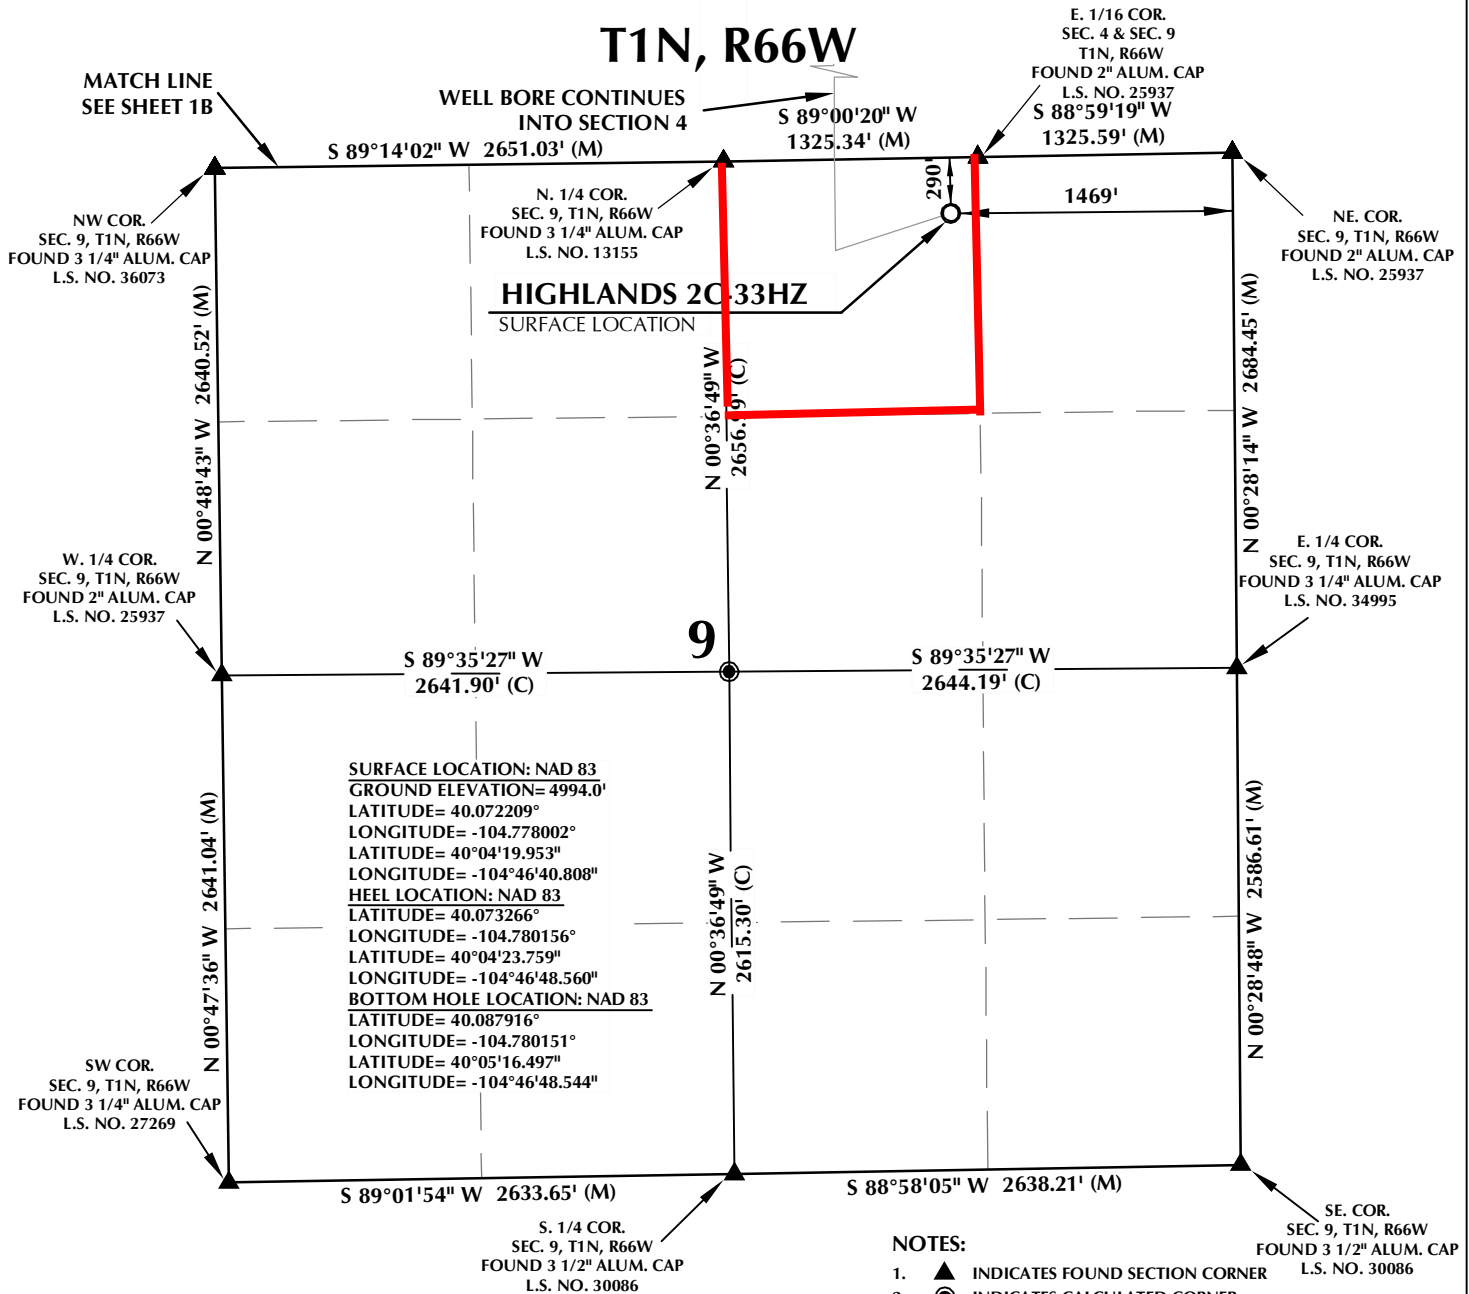 T1N, R66W
E. 1/16 COR.
SEC. 4 & SEC. 9
T1N, R66W
FOUND 2" ALUM. CAP
L.S. NO. 25937
MATCH LINE
SEE SHEET 1B
WELL BORE CONTINUES
INTO SECTION 4
S 89°14'02" W 2651.03' (M)
S 89°00'20" W
1325.34' (M)
S 88°59'19" W
1325.59' (M)
NW COR.
SEC. 9, T1N, R66W
FOUND 3 1/4" ALUM. CAP
L.S. NO. 36073
N. 1/4 COR.
SEC. 9, T1N, R66W
FOUND 3 1/4" ALUM. CAP
L.S. NO. 13155
290'
1469'
NE. COR.
SEC. 9, T1N, R66W
FOUND 2" ALUM. CAP
L.S. NO. 25937
HIGHLANDS 2C-33HZ
SURFACE LOCATION
N 00°48'43" W 2640.52' (M)
N 00°36'49" W
2656.99' (C)
N 00°28'14" W 2684.45' (M)
W. 1/4 COR.
SEC. 9, T1N, R66W
FOUND 2" ALUM. CAP
L.S. NO. 25937
E. 1/4 COR.
SEC. 9, T1N, R66W
FOUND 3 1/4" ALUM. CAP
L.S. NO. 34995
9
S 89°35'27" W
2641.90' (C)
S 89°35'27" W
2644.19' (C)
SURFACE LOCATION: NAD 83
GROUND ELEVATION= 4994.0'
LATITUDE= 40.072209°
LONGITUDE= -104.778002°
LATITUDE= 40°04'19.953"
LONGITUDE= -104°46'40.808"
HEEL LOCATION: NAD 83
LATITUDE= 40.073266°
LONGITUDE= -104.780156°
LATITUDE= 40°04'23.759"
LONGITUDE= -104°46'48.560"
BOTTOM HOLE LOCATION: NAD 83
LATITUDE= 40.087916°
LONGITUDE= -104.780151°
LATITUDE= 40°05'16.497"
LONGITUDE= -104°46'48.544"
N 00°47'36" W 2641.04' (M)
N 00°36'49" W
2615.30' (C)
N 00°28'48" W 2586.61' (M)
SW COR.
SEC. 9, T1N, R66W
FOUND 3 1/4" ALUM. CAP
L.S. NO. 27269
S 89°01'54" W 2633.65' (M)
S 88°58'05" W 2638.21' (M)
S. 1/4 COR.
SEC. 9, T1N, R66W
FOUND 3 1/2" ALUM. CAP
L.S. NO. 30086
SE. COR.
SEC. 9, T1N, R66W
FOUND 3 1/2" ALUM. CAP
L.S. NO. 30086
NOTES:
1. INDICATES FOUND SECTION CORNER
2. INDICATES CALCULATED CORNER